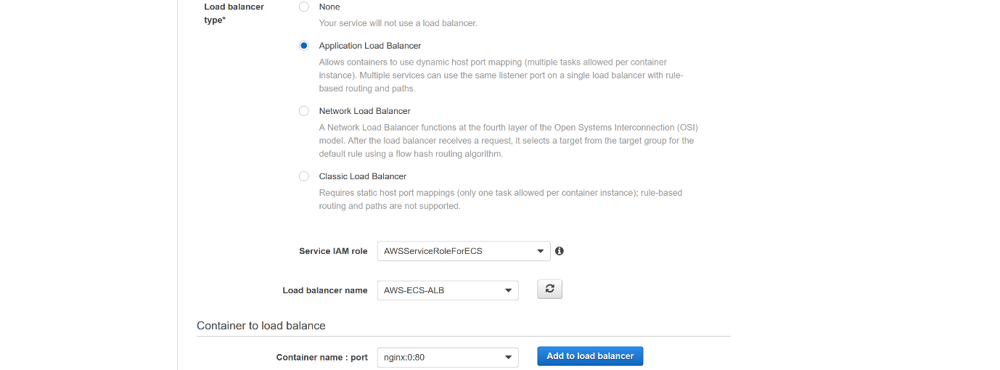 Load balancer
type*
None
Your service will not use a load balancer.
Application Load Balancer
Allows containers to use dynamic host port mapping (multiple tasks allowed per container
instance). Multiple services can use the same listener port on a single load balancer with rule-
based routing and paths.
Network Load Balancer
A Network Load Balancer functions at the fourth layer of the Open Systems Interconnection (OSI)
model. After the load balancer receives a request, it selects a target from the target group for the
default rule using a flow hash routing algorithm.
Classic Load Balancer
Requires static host port mappings (only one task allowed per container instance); rule-based
routing and paths are not supported.
Service IAM role AWSServiceRoleForECS
Load balancer name AWS-ECS-ALB
Container to load balance
Container name : port nginx:0:80 Add to load balancer